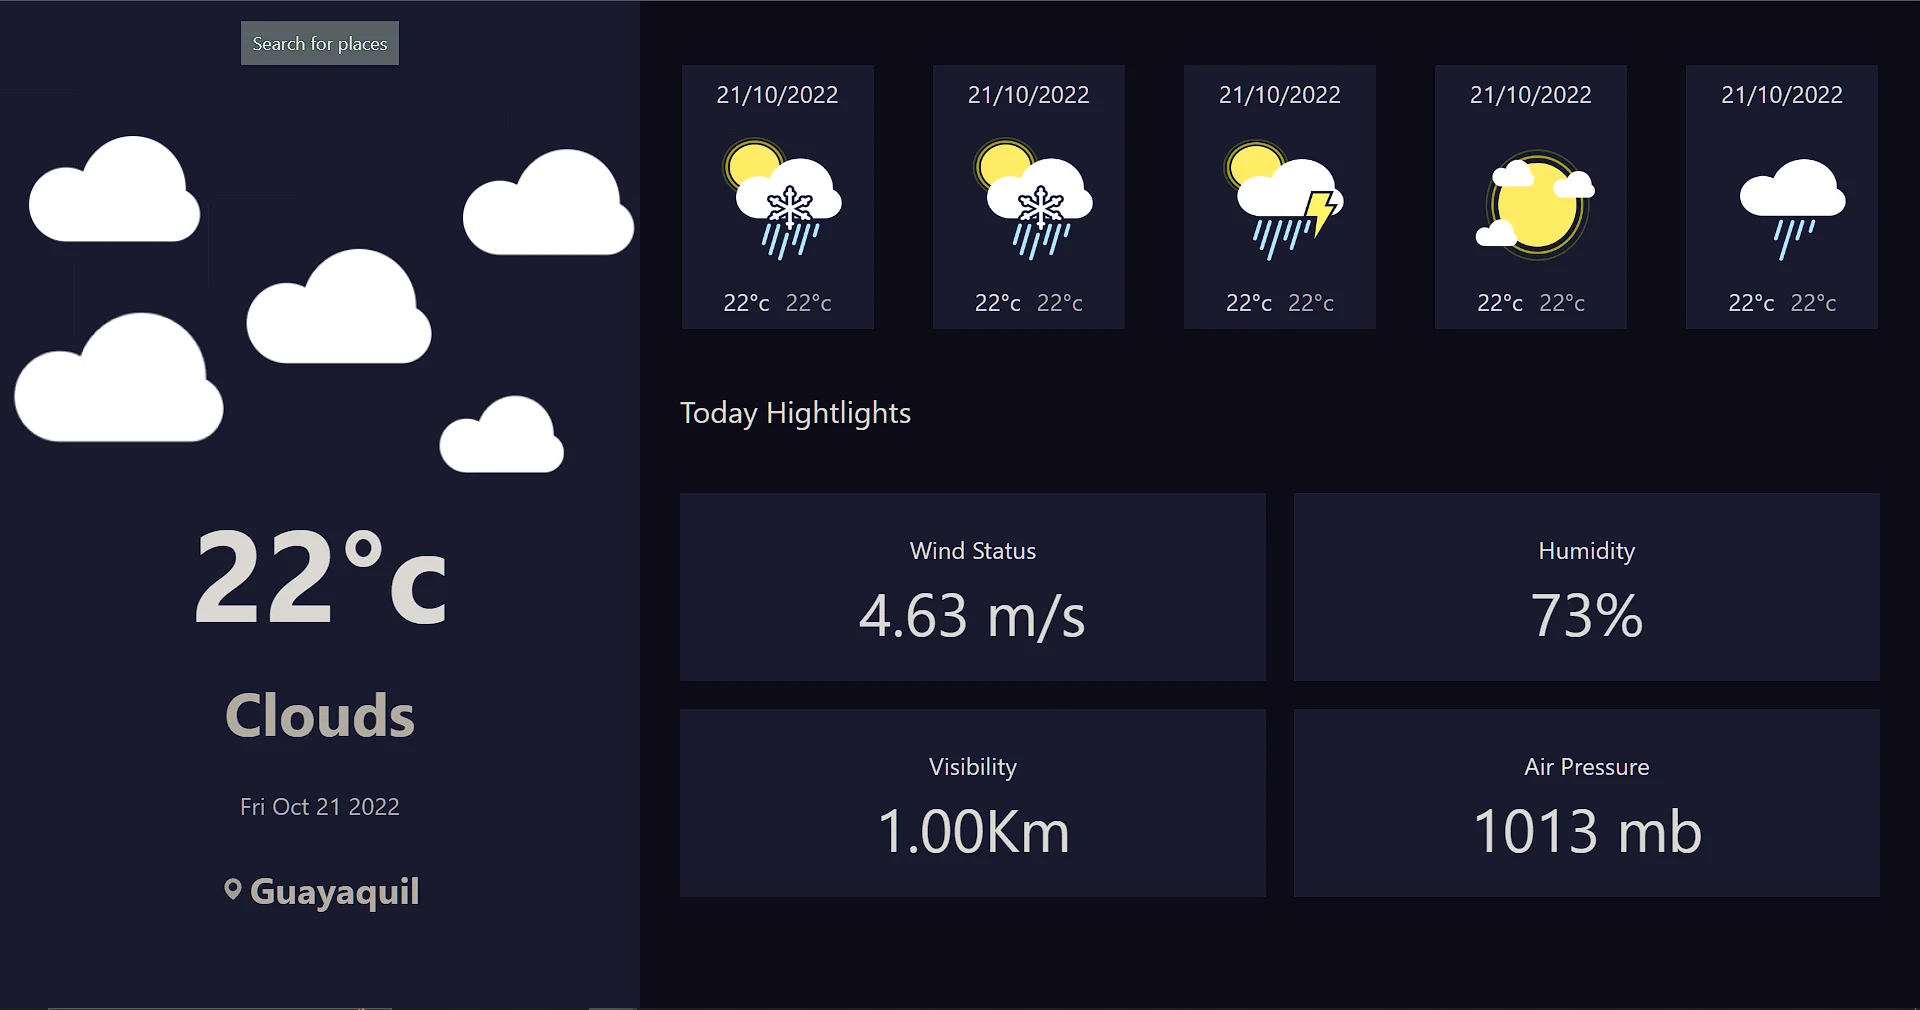 Search for places
22°c
Clouds
Fri Oct 21 2022
Guayaquil
21/10/2022
22°c 22°c
21/10/2022
22°c 22°c
21/10/2022
22°c 22°c
21/10/2022
22°c 22°c
21/10/2022
22°c 22°c
Today Hightlights
Wind Status
4.63 m/s
Humidity
73%
Visibility
1.00Km
Air Pressure
1013 mb